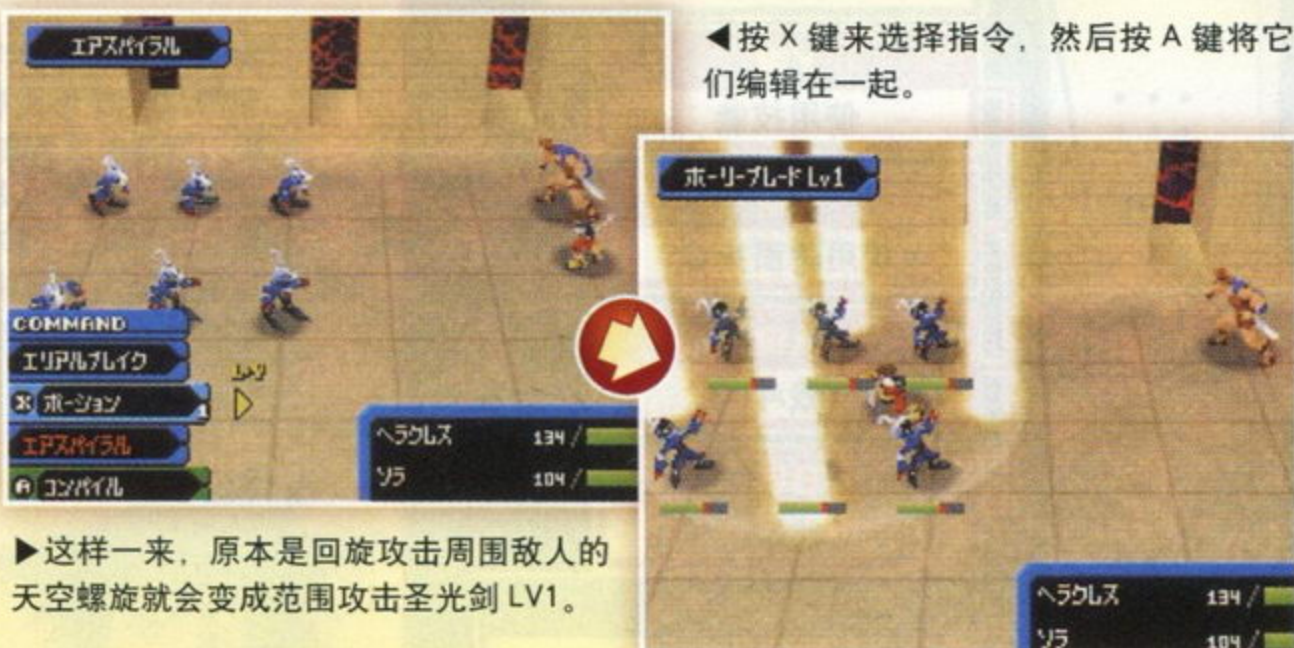 エアスパイラル
◀按 X 键来选择指令，然后按 A 键将它
们编辑在一起。
ホーリーブレード Lv1
COMMAND
エリアルブレイク
X ポーション 1
エアスパイラル
A コンパイル
ヘラクレス 134 /
ソラ 104 /
▶这样一来，原本是回旋攻击周围敌人的
天空螺旋就会变成范围攻击圣光剑 LV1。
ヘラクレス 134 /
ソラ 104 /